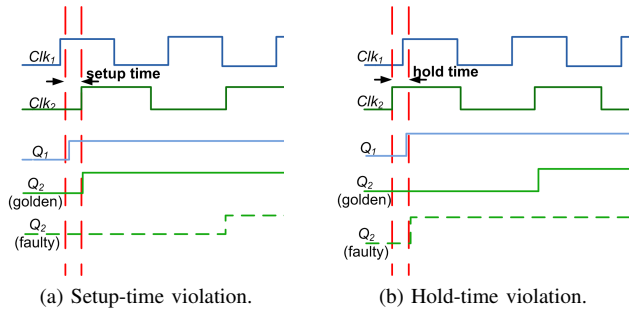 Clk1
setup time
Clk2
Q1
Q2
(golden)
Q2
(faulty)
(a) Setup-time violation.
Clk1
hold time
Clk2
Q1
Q2
(golden)
Q2
(faulty)
(b) Hold-time violation.